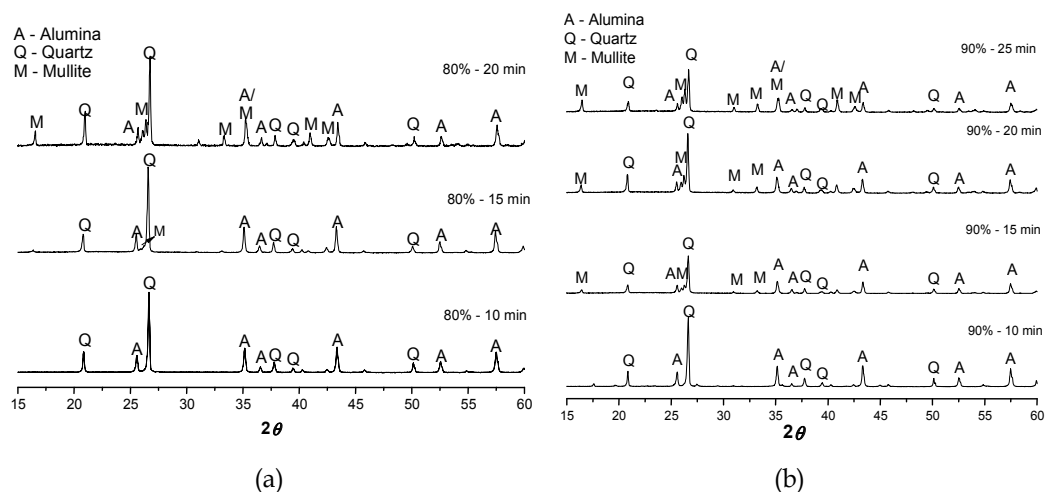 A - Alumina
Q - Quartz
M - Mullite
80% - 20 min
M Q A M Q A/ M M A Q Q M M A Q A A
80% - 15 min
Q A M Q A A Q Q A Q A A
80% - 10 min
Q A Q A A Q Q A Q A A
15 20 25 30 35 40 45 50 55 60
2θ
(a)
A - Alumina
Q - Quartz
M - Mullite
90% - 25 min
M Q A M Q M M A/ M A Q Q M M A Q A A
90% - 20 min
M Q A M Q M M A A Q Q A Q A A
90% - 15 min
M Q A M Q M M A A Q Q A Q A A
90% - 10 min
Q A Q A A Q Q A Q A A
15 20 25 30 35 40 45 50 55 60
2θ
(b)